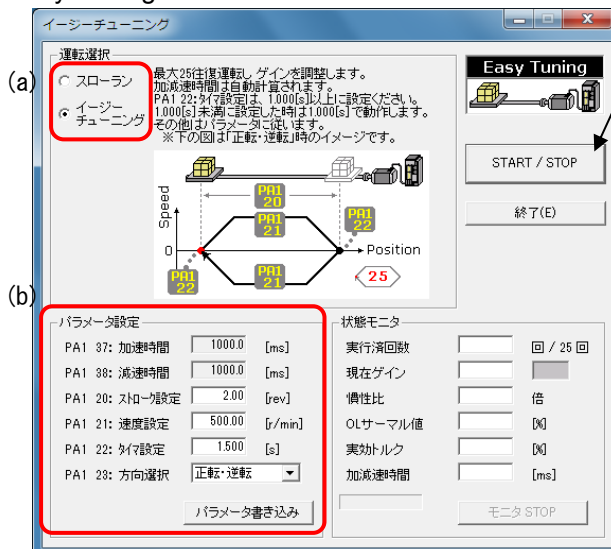 イージーチューニング
運転選択
(a)
スローラン
イージー
チューニング
最大25往復運転し、ゲインを調整します。
加減速時間は自動計算されます。
PA1 22:タイマ設定は、1.000[s]以上に設定ください。
1.000[s]未満に設定した時は1.000[s]で動作します。
その他はパラメータに従います。
※下の図は「正転・逆転」時のイメージです。
PA1
20
Speed
PA1
21
PA1
22
0
Position
PA1
22
PA1
21
25
Easy Tuning
START / STOP
終了(E)
(b)
パラメータ設定
PA1 37: 加速時間 1000.0 [ms]
PA1 38: 減速時間 1000.0 [ms]
PA1 20: ストローク設定 2.00 [rev]
PA1 21: 速度設定 500.00 [r/min]
PA1 22: タイマ設定 1.500 [s]
PA1 23: 方向選択 正転・逆転
パラメータ書き込み
状態モニタ
実行済回数 回 / 25 回
現在ゲイン
慣性比 倍
OLサーマル値 [%]
実効トルク [%]
加減速時間 [ms]
モニタ STOP